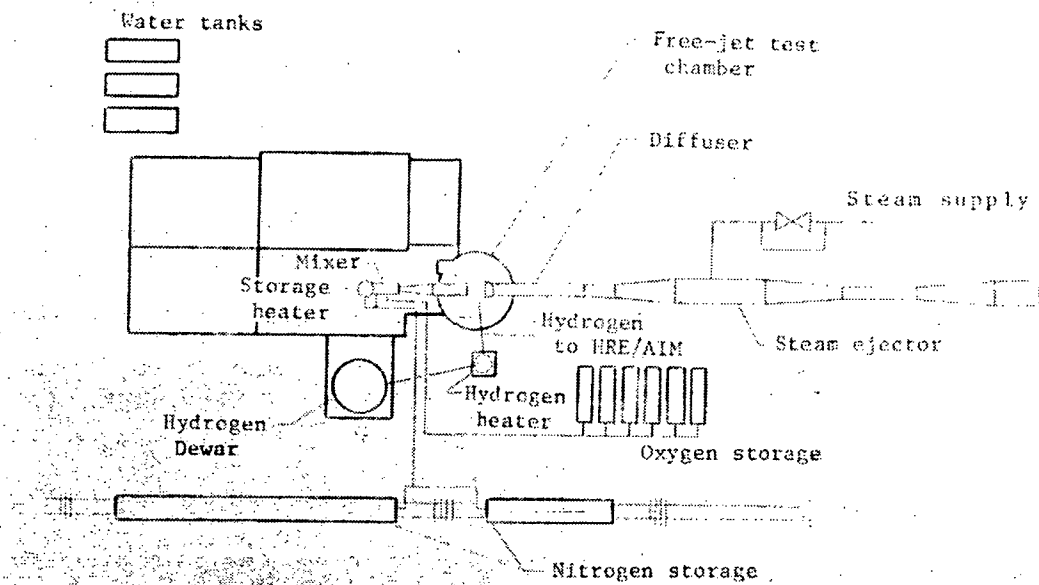 Water tanks
Free-jet test
chamber
Diffuser
Steam supply
Mixer
Storage
heater
Hydrogen
to HRE/AIM
Steam ejector
Hydrogen
heater
Hydrogen
Dewar
Oxygen storage
Nitrogen storage